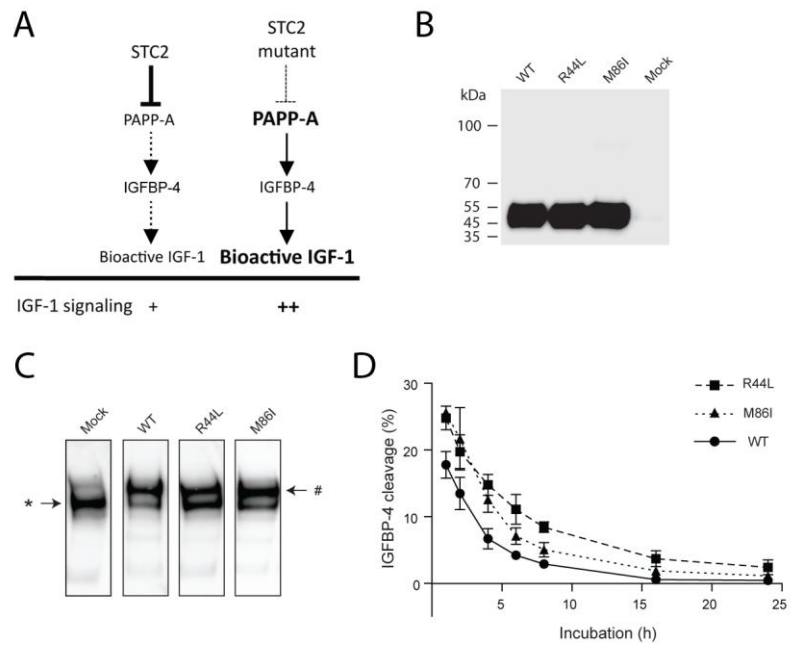 A
STC2
PAPP-A
IGFBP-4
Bioactive IGF-1
STC2
mutant
PAPP-A
IGFBP-4
Bioactive IGF-1
IGF-1 signaling + ++
B
WT R44L M86I Mock
kDa
100
70
55
45
35
C
Mock WT R44L M86I
* #
D
30
20
10
0
IGFBP-4 cleavage (%)
R44L
M86I
WT
5 10 15 20 25
Incubation (h)